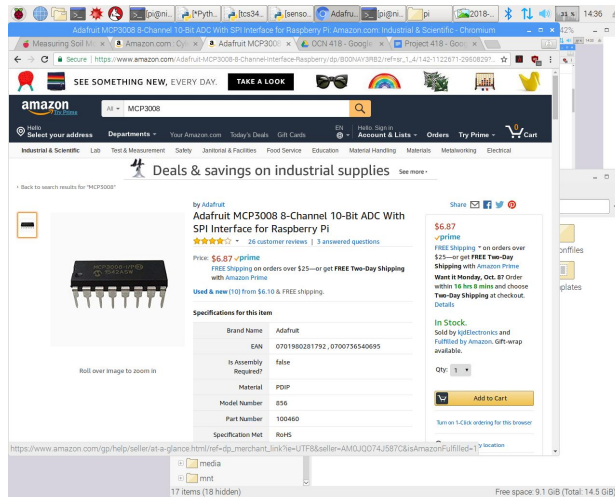 [pi@ni...
[*Pyth...
[tcs34...
[senso...
Adafru...
[pi@ni...
pi
[2018-...
31 %
14:36
Adafruit MCP3008 8-Channel 10-Bit ADC With SPI Interface for Raspberry Pi: Amazon.com: Industrial & Scientific - Chromium
42%
Measuring Soil Mo
Amazon.com: Cyt
Adafruit MCP3008
OCN 418 - Google
Project 418 - Goo
Secure
https://www.amazon.com/Adafruit-MCP3008-8-Channel-Interface-Raspberry/dp/B00NAY3RB2/ref=sr_1_4/142-1122671-2960829?..
SEE SOMETHING NEW, EVERY DAY.
TAKE A LOOK
amazon
Try Prime
All
MCP3008
Hello
Select your address
Departments
Your Amazon.com
Today's Deals
Gift Cards
EN
Hello. Sign in
Account & Lists
Orders
Try Prime
0
Cart
Industrial & Scientific
Lab
Test & Measurement
Safety
Janitorial & Facilities
Food Service
Education
Material Handling
Materials
Metalworking
Electrical
Deals & savings on industrial supplies
See more ›
‹ Back to search results for "MCP3008"
by Adafruit
Adafruit MCP3008 8-Channel 10-Bit ADC With
SPI Interface for Raspberry Pi
26 customer reviews | 3 answered questions
Price: $6.87 prime
FREE Shipping on orders over $25—or get FREE Two-Day Shipping
with Amazon Prime
Used & new (10) from $6.10 & FREE shipping.
Specifications for this item
Brand Name Adafruit
EAN 0701980281792 , 0700736540695
Is Assembly Required? false
Material PDIP
Model Number 856
Part Number 100460
Specification Met RoHS
Roll over image to zoom in
Share
$6.87
prime
FREE Shipping on orders over
$25—or get FREE Two-Day
Shipping with Amazon Prime
Want it Monday, Oct. 8? Order
within 16 hrs 8 mins and choose
Two-Day Shipping at checkout.
Details
In Stock.
Sold by kjdElectronics and
Fulfilled by Amazon. Gift-wrap
available.
Qty: 1
Add to Cart
Turn on 1-Click ordering for this browser
y location
onffiles
plates
https://www.amazon.com/gp/help/seller/at-a-glance.html/ref=dp_merchant_link?ie=UTF8&seller=AM0JQO74J587C&isAmazonFulfilled=1
media
mnt
17 items (18 hidden)
Free space: 9.1 GiB (Total: 14.5 GiB)